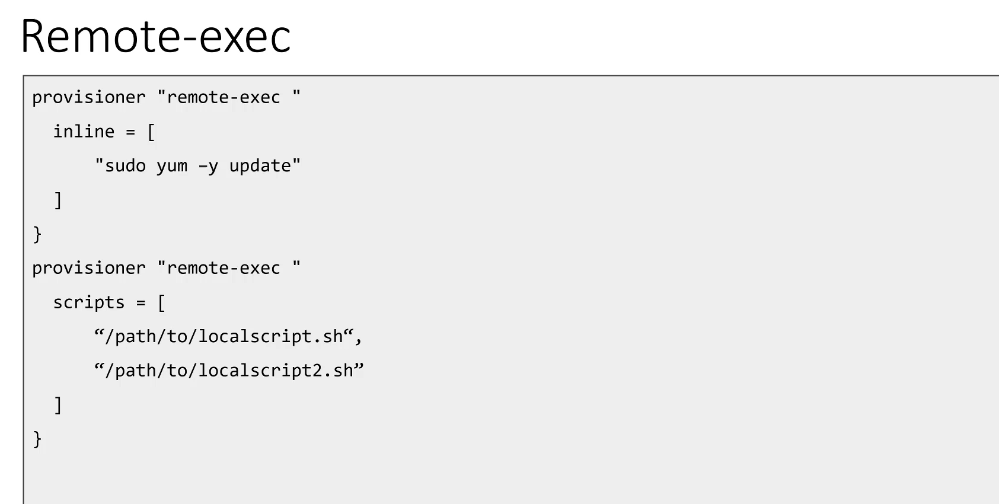 Remote-exec
provisioner "remote-exec "
inline = [
"sudo yum –y update"
]
}
provisioner "remote-exec "
scripts = [
“/path/to/localscript.sh“,
“/path/to/localscript2.sh”
]
}